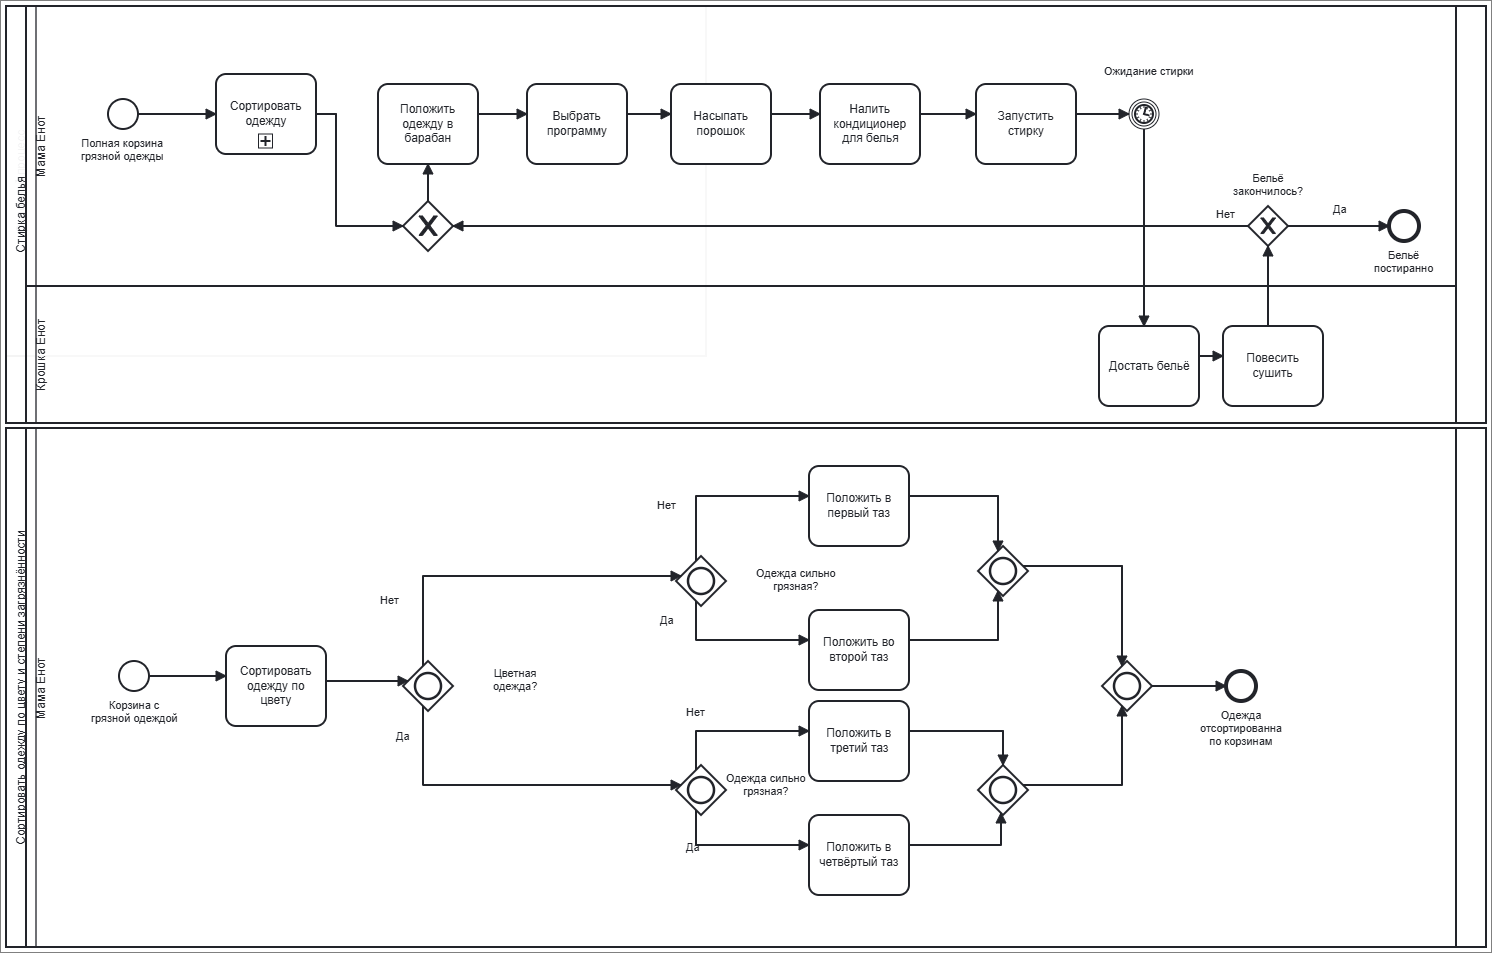 Стирка белья
Мама Енот
Полная корзина
грязной одежды
Сортировать
одежду
Положить
одежду в
барабан
Выбрать
программу
Насыпать
порошок
Налить
кондиционер
для белья
Запустить
стирку
Ожидание стирки
Бельё
закончилось?
Нет
Да
Бельё
постиранно
Крошка Енот
Достать бельё
Повесить
сушить
Сортировать одежду по цвету и степени загрязнённости
Мама Енот
Корзина с
грязной одеждой
Сортировать
одежду по
цвету
Нет
Цветная
одежда?
Да
Нет
Одежда сильно
грязная?
Да
Положить в
первый таз
Положить во
второй таз
Нет
Одежда сильно
грязная?
Да
Положить в
третий таз
Положить в
четвёртый таз
Одежда
отсортированна
по корзинам